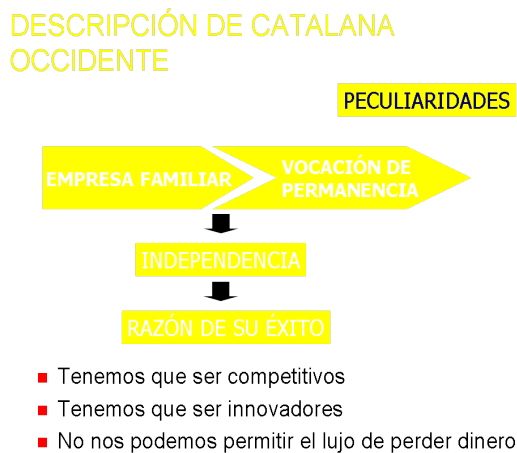 DESCRIPCIÓN DE CATALANA
OCCIDENTE
PECULIARIDADES
EMPRESA FAMILIAR
VOCACIÓN DE
PERMANENCIA
INDEPENDENCIA
RAZÓN DE SU ÉXITO
Tenemos que ser competitivos
Tenemos que ser innovadores
No nos podemos permitir el lujo de perder dinero